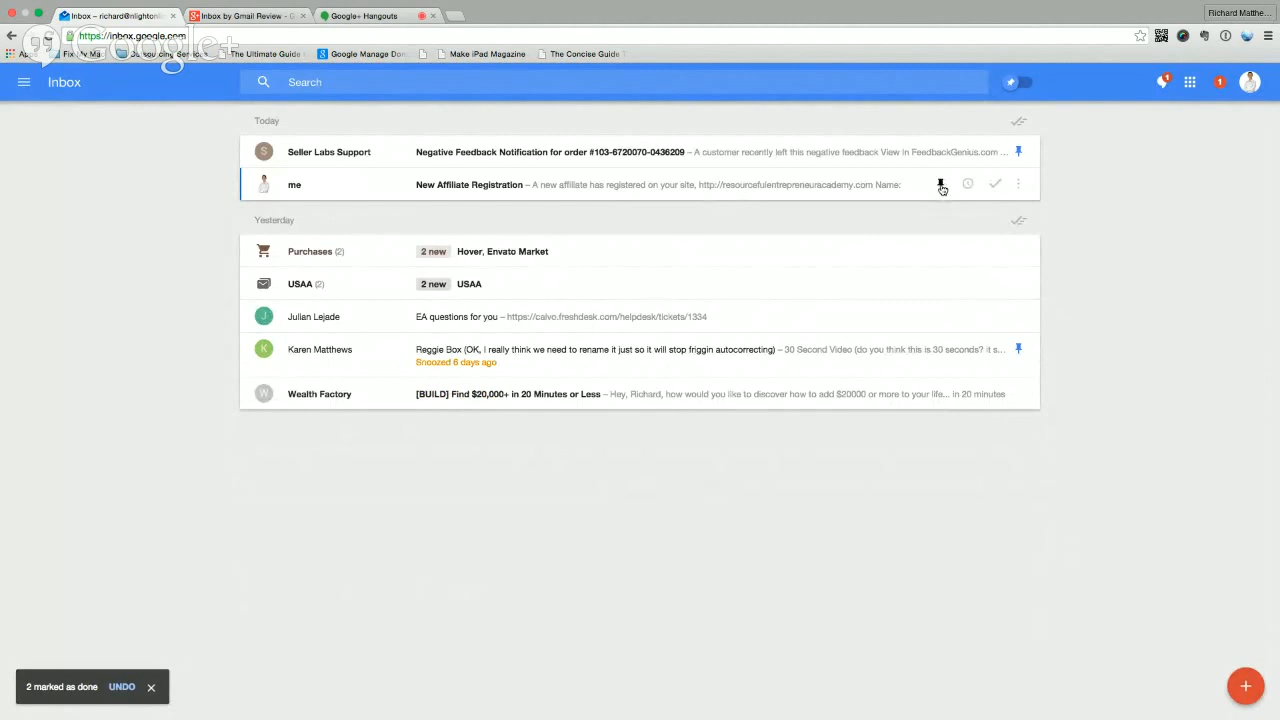 Inbox – richard@nlightonli
Inbox by Gmail Review - G
Google+ Hangouts
Richard Matthe...
https://inbox.google.com
Google+
Apps
Outsourcing Services
The Ultimate Guide
Google Manage Dom
Make iPad Magazine
The Concise Guide T
Inbox
Search
1
1
Today
S
Seller Labs Support
Negative Feedback Notification for order #103-6720070-0436209 – A customer recently left this negative feedback View in FeedbackGenius.com ...
me
New Affiliate Registration – A new affiliate has registered on your site, http://resourcefulentrepreneuracademy.com Name:
Yesterday
Purchases (2)
2 new
Hover, Envato Market
USAA (2)
2 new
USAA
J
Julian Lejade
EA questions for you – https://calvo.freshdesk.com/helpdesk/tickets/1334
K
Karen Matthews
Reggie Box (OK, I really think we need to rename it just so it will stop friggin autocorrecting) – 30 Second Video (do you think this is 30 seconds? it s...
Snoozed 6 days ago
W
Wealth Factory
[BUILD] Find $20,000+ in 20 Minutes or Less – Hey, Richard, how would you like to discover how to add $20000 or more to your life... in 20 minutes
2 marked as done
UNDO